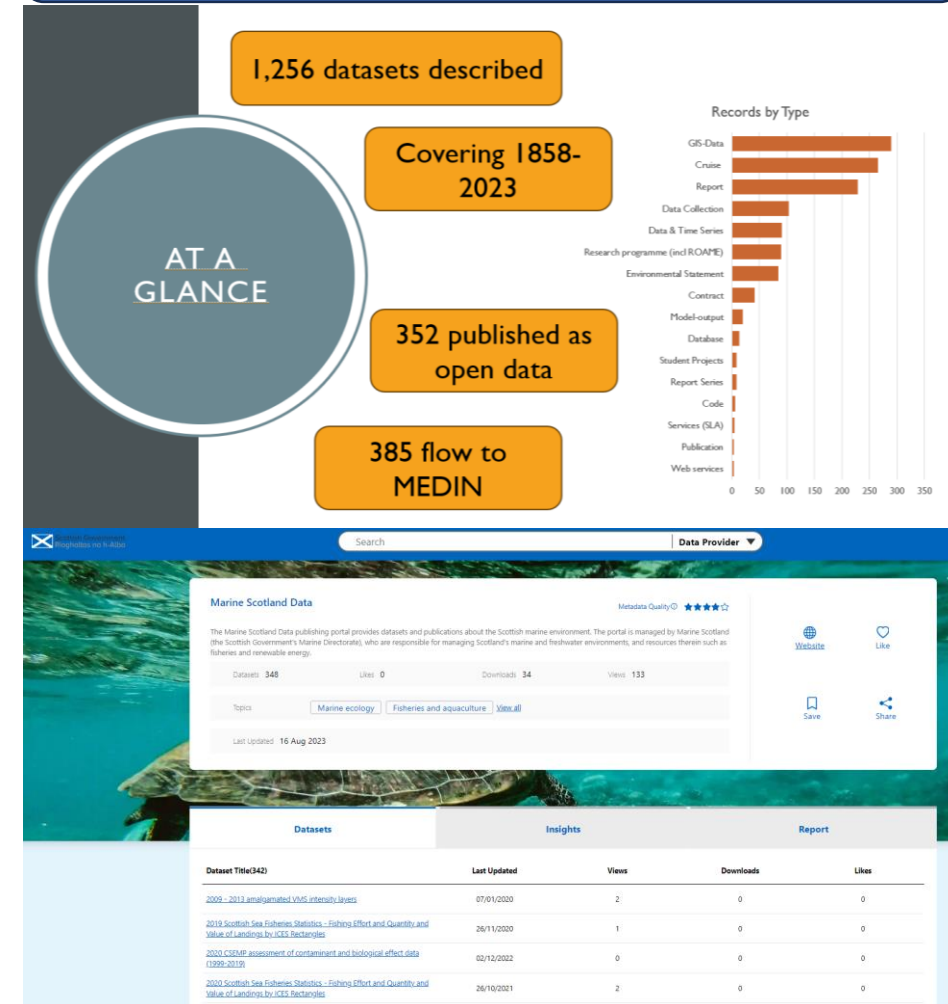 1,256 datasets described
Covering 1858-
2023
AT A
GLANCE
352 published as
open data
385 flow to
MEDIN
Records by Type
GIS-Data
Cruise
Report
Data Collection
Data & Time Series
Research programme (incl ROAME)
Environmental Statement
Contract
Model-output
Database
Student Projects
Report Series
Code
Services (SLA)
Publication
Web services
0 50 100 150 200 250 300 350
Scottish Government
Riaghaltas na h-Alba
Search
Data Provider
Marine Scotland Data
Metadata Quality
The Marine Scotland Data publishing portal provides datasets and publications about the Scottish marine environment. The portal is managed by Marine Scotland
(the Scottish Government's Marine Directorate), who are responsible for managing Scotland's marine and freshwater environments, and resources therein such as
fisheries and renewable energy.
Website
Like
Datasets 348 Likes 0 Downloads 34 Views 133
Topics Marine ecology Fisheries and aquaculture View all
Save
Share
Last Updated 16 Aug 2023
Datasets Insights Report
Dataset Title(342) Last Updated Views Downloads Likes
2009 - 2013 amalgamated VMS intensity layers 07/01/2020 2 0 0
2019 Scottish Sea Fisheries Statistics - Fishing Effort and Quantity and
Value of Landings by ICES Rectangles 26/11/2020 1 0 0
2020 CSEMP assessment of contaminant and biological effect data
(1999-2019) 02/12/2022 0 0 0
2020 Scottish Sea Fisheries Statistics - Fishing Effort and Quantity and
Value of Landings by ICES Rectangles 26/10/2021 2 0 0